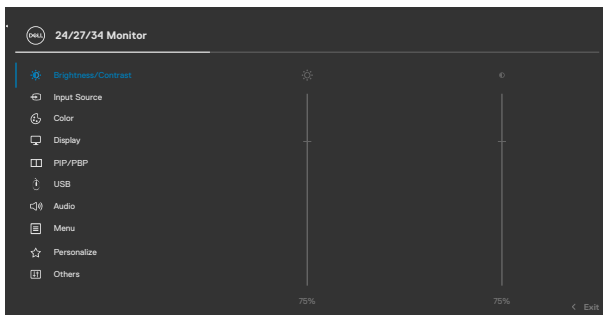 DELL 24/27/34 Monitor
Brightness/Contrast
Input Source
Color
Display
PIP/PBP
USB
Audio
Menu
Personalize
Others
75% 75%
Exit